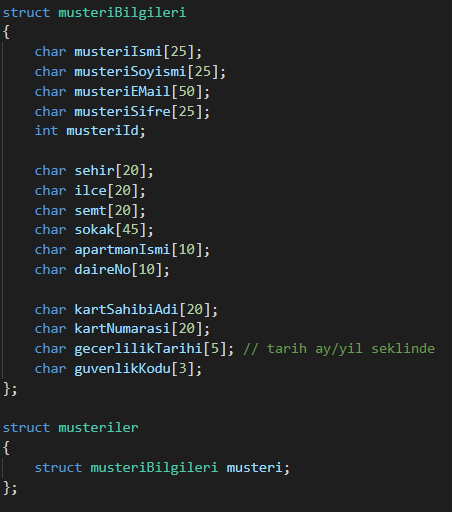 struct musteriBilgileri
{
    char musteriIsmi[25];
    char musteriSoyismi[25];
    char musteriEMail[50];
    char musteriSifre[25];
    int musteriId;

    char sehir[20];
    char ilce[20];
    char semt[20];
    char sokak[45];
    char apartmanIsmi[10];
    char daireNo[10];

    char kartSahibiAdi[20];
    char kartNumarasi[20];
    char gecerlilikTarihi[5]; // tarih ay/yil seklinde
    char guvenlikKodu[3];
};

struct musteriler
{
    struct musteriBilgileri musteri;
};